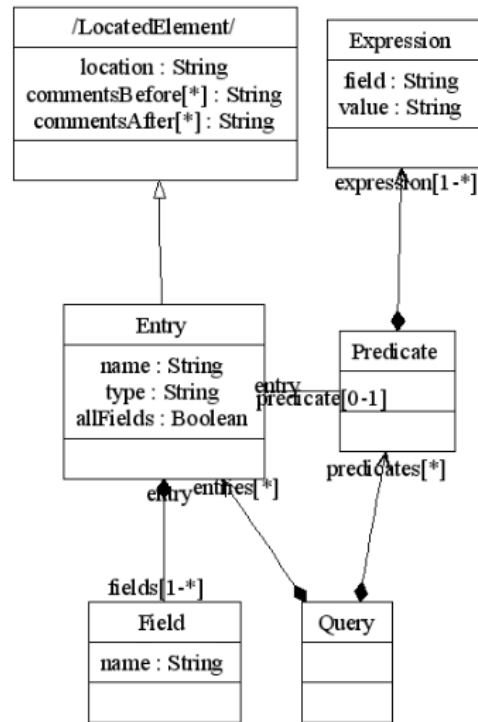 /LocatedElement/
location : String
commentsBefore[*] : String
commentsAfter[*] : String
Expression
field : String
value : String
expression[1-*]
Entry
name : String
type : String
allFields : Boolean
entry
predicate[0-1]
Predicate
predicates[*]
entry
entires[*]
fields[1-*]
Field
name : String
Query